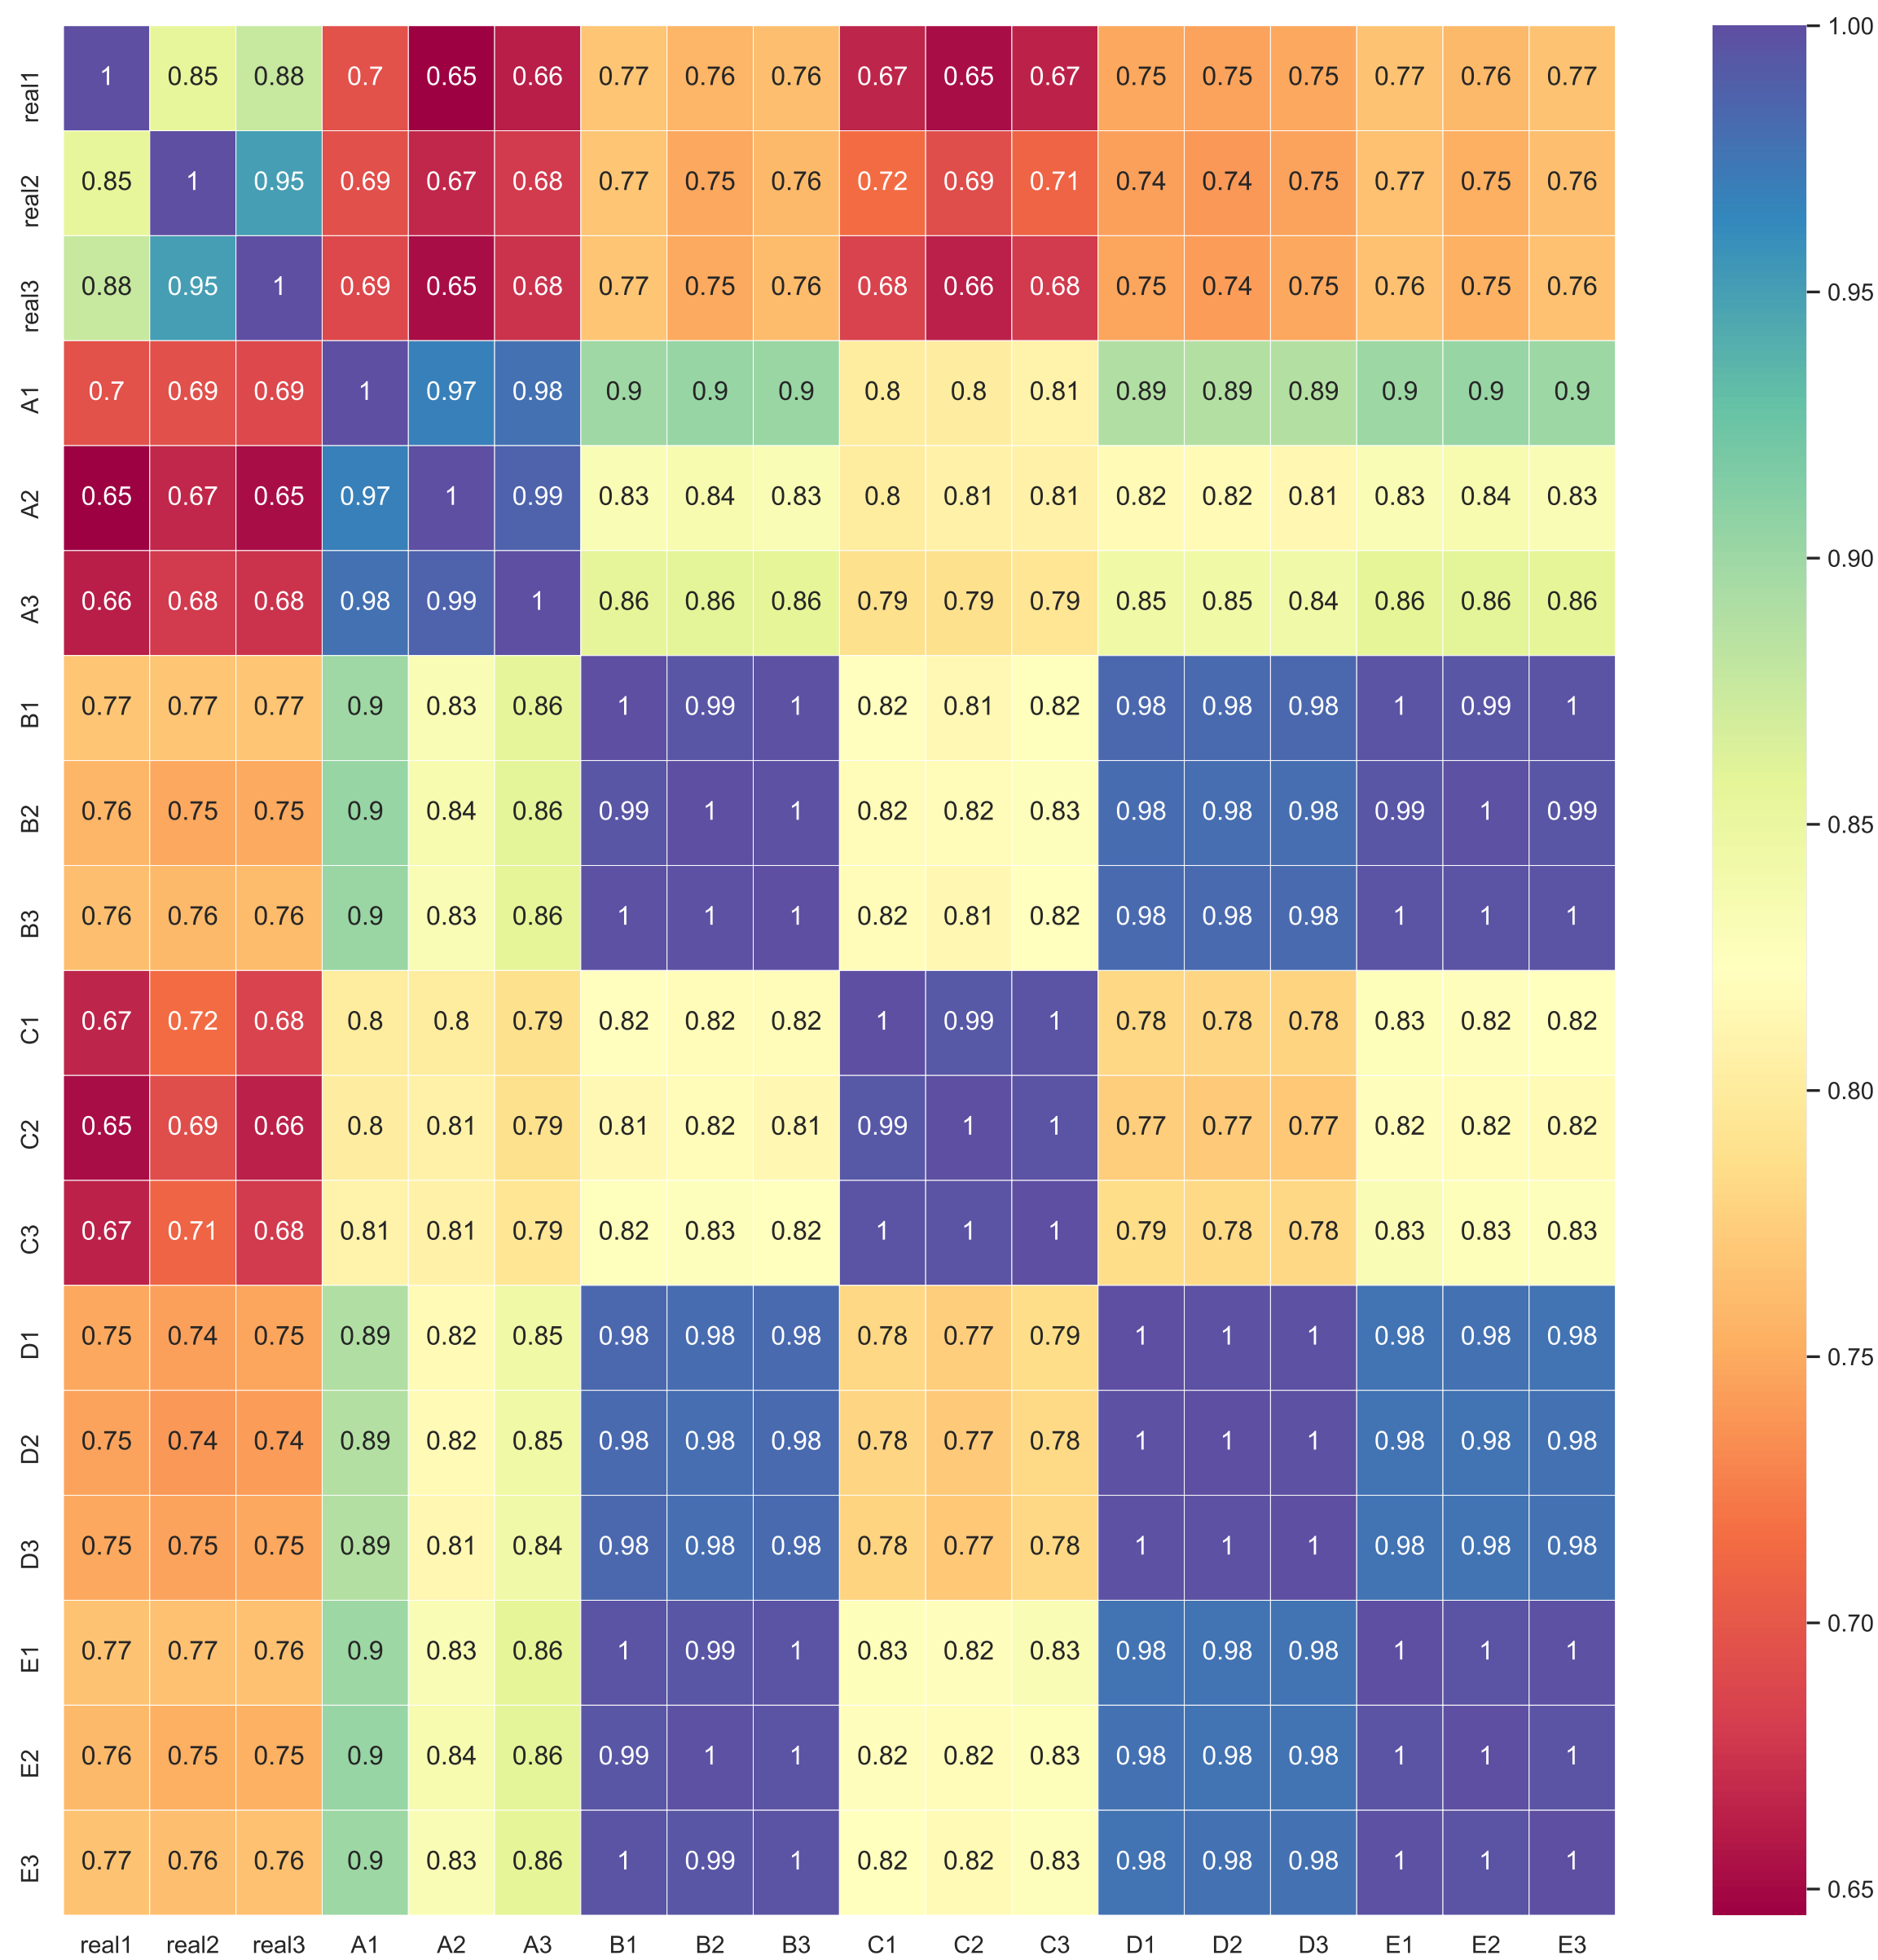 real1 1 0.85 0.88 0.7 0.65 0.66 0.77 0.76 0.76 0.67 0.65 0.67 0.75 0.75 0.75 0.77 0.76 0.77
real2 0.85 1 0.95 0.69 0.67 0.68 0.77 0.75 0.76 0.72 0.69 0.71 0.74 0.74 0.75 0.77 0.75 0.76
real3 0.88 0.95 1 0.69 0.65 0.68 0.77 0.75 0.76 0.68 0.66 0.68 0.75 0.74 0.75 0.76 0.75 0.76
A1 0.7 0.69 0.69 1 0.97 0.98 0.9 0.9 0.9 0.8 0.8 0.81 0.89 0.89 0.89 0.9 0.9 0.9
A2 0.65 0.67 0.65 0.97 1 0.99 0.83 0.84 0.83 0.8 0.81 0.81 0.82 0.82 0.81 0.83 0.84 0.83
A3 0.66 0.68 0.68 0.98 0.99 1 0.86 0.86 0.86 0.79 0.79 0.79 0.85 0.85 0.84 0.86 0.86 0.86
B1 0.77 0.77 0.77 0.9 0.83 0.86 1 0.99 1 0.82 0.81 0.82 0.98 0.98 0.98 1 0.99 1
B2 0.76 0.75 0.75 0.9 0.84 0.86 0.99 1 1 0.82 0.82 0.83 0.98 0.98 0.98 0.99 1 0.99
B3 0.76 0.76 0.76 0.9 0.83 0.86 1 1 1 0.82 0.81 0.82 0.98 0.98 0.98 1 1 1
C1 0.67 0.72 0.68 0.8 0.8 0.79 0.82 0.82 0.82 1 0.99 1 0.78 0.78 0.78 0.83 0.82 0.82
C2 0.65 0.69 0.66 0.8 0.81 0.79 0.81 0.82 0.81 0.99 1 1 0.77 0.77 0.77 0.82 0.82 0.82
C3 0.67 0.71 0.68 0.81 0.81 0.79 0.82 0.83 0.82 1 1 1 0.79 0.78 0.78 0.83 0.83 0.83
D1 0.75 0.74 0.75 0.89 0.82 0.85 0.98 0.98 0.98 0.78 0.77 0.79 1 1 1 0.98 0.98 0.98
D2 0.75 0.74 0.74 0.89 0.82 0.85 0.98 0.98 0.98 0.78 0.77 0.78 1 1 1 0.98 0.98 0.98
D3 0.75 0.75 0.75 0.89 0.81 0.84 0.98 0.98 0.98 0.78 0.77 0.78 1 1 1 0.98 0.98 0.98
E1 0.77 0.77 0.76 0.9 0.83 0.86 1 0.99 1 0.83 0.82 0.83 0.98 0.98 0.98 1 1 1
E2 0.76 0.75 0.75 0.9 0.84 0.86 0.99 1 1 0.82 0.82 0.83 0.98 0.98 0.98 1 1 1
E3 0.77 0.76 0.76 0.9 0.83 0.86 1 0.99 1 0.82 0.82 0.83 0.98 0.98 0.98 1 1 1
real1 real2 real3 A1 A2 A3 B1 B2 B3 C1 C2 C3 D1 D2 D3 E1 E2 E3
1.00
0.95
0.90
0.85
0.80
0.75
0.70
0.65